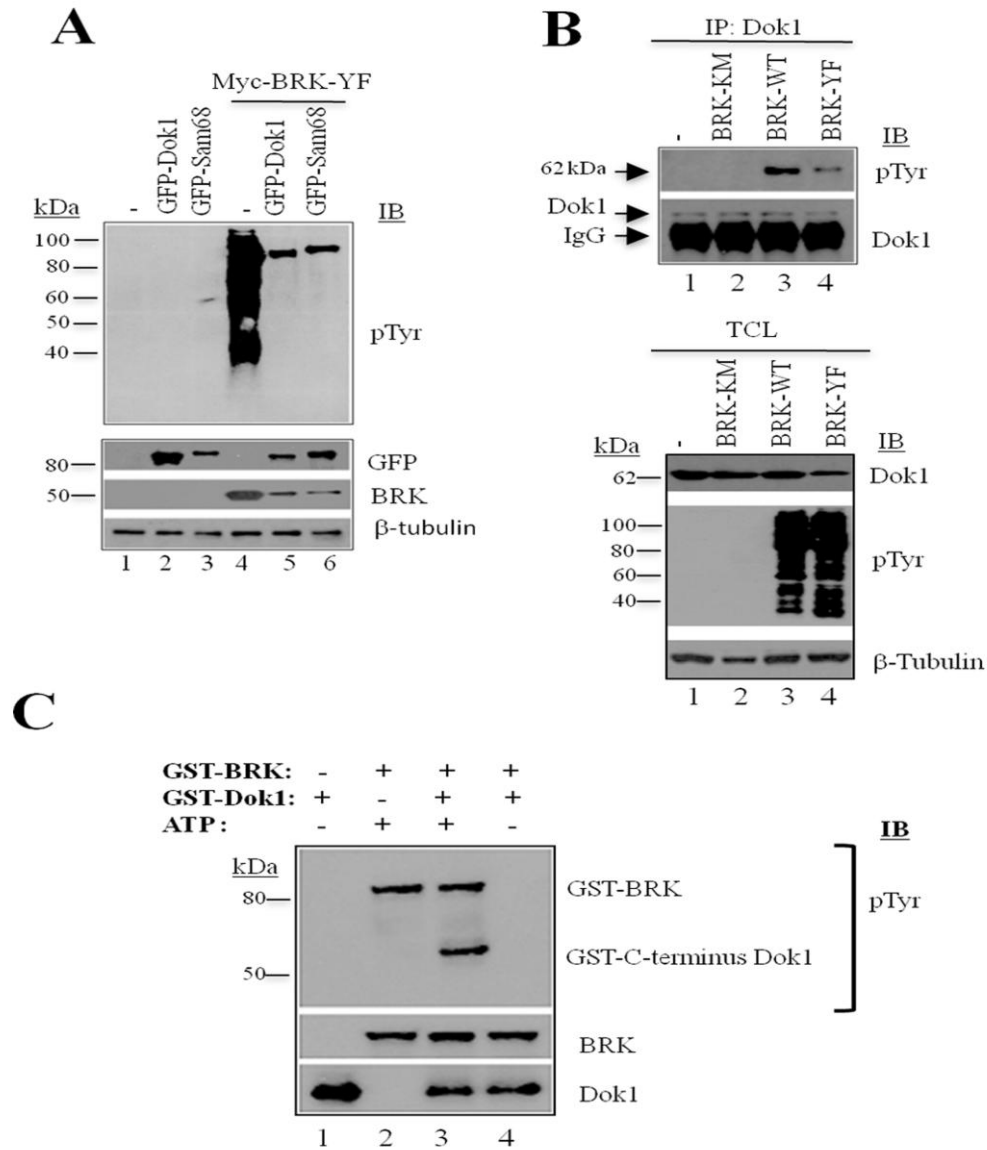 A
Myc-BRK-YF
- GFP-Dok1 GFP-Sam68 - GFP-Dok1 GFP-Sam68
kDa IB
100
80
60
50
40
pTyr
80 GFP
50 BRK
β-tubulin
1 2 3 4 5 6
B
IP: Dok1
- BRK-KM BRK-WT BRK-YF
IB
62 kDa pTyr
Dok1
IgG Dok1
1 2 3 4
TCL
- BRK-KM BRK-WT BRK-YF
kDa IB
62 Dok1
100
80
60
40
pTyr
β-Tubulin
1 2 3 4
C
GST-BRK: - + + +
GST-Dok1: + - + +
ATP : - + + -
IB
kDa
80 GST-BRK
pTyr
50 GST-C-terminus Dok1
BRK
Dok1
1 2 3 4